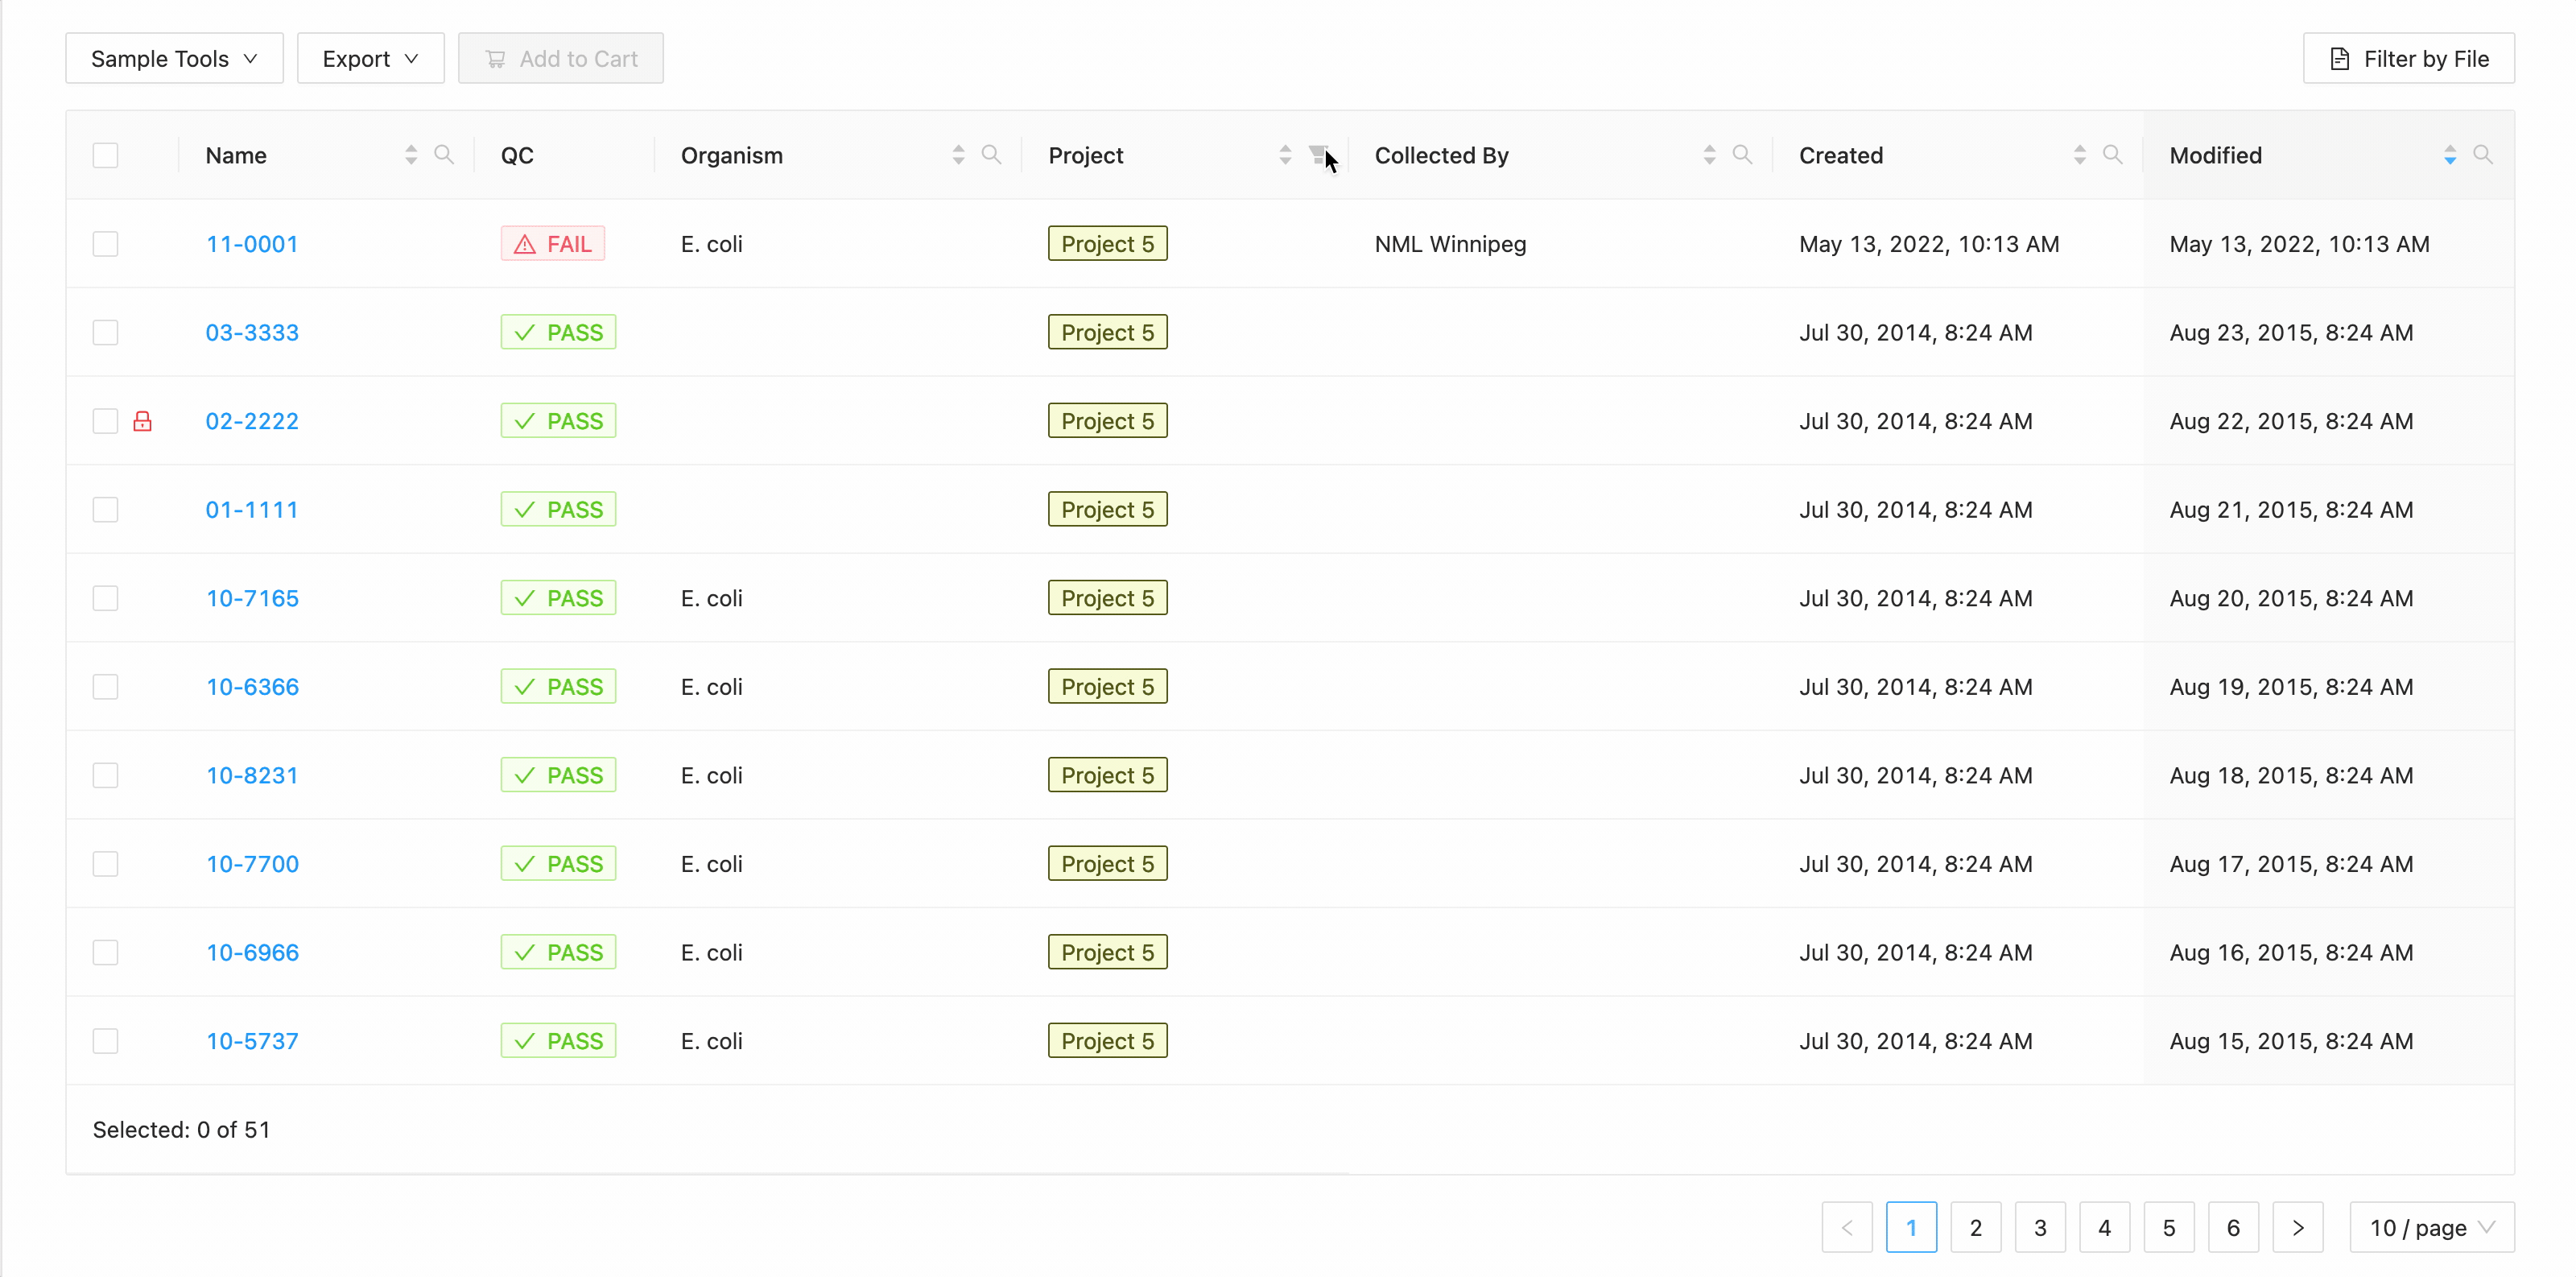 Sample Tools Export Add to Cart Filter by File
Name QC Organism Project Collected By Created Modified
11-0001 FAIL E. coli Project 5 NML Winnipeg May 13, 2022, 10:13 AM May 13, 2022, 10:13 AM
03-3333 PASS Project 5 Jul 30, 2014, 8:24 AM Aug 23, 2015, 8:24 AM
02-2222 PASS Project 5 Jul 30, 2014, 8:24 AM Aug 22, 2015, 8:24 AM
01-1111 PASS Project 5 Jul 30, 2014, 8:24 AM Aug 21, 2015, 8:24 AM
10-7165 PASS E. coli Project 5 Jul 30, 2014, 8:24 AM Aug 20, 2015, 8:24 AM
10-6366 PASS E. coli Project 5 Jul 30, 2014, 8:24 AM Aug 19, 2015, 8:24 AM
10-8231 PASS E. coli Project 5 Jul 30, 2014, 8:24 AM Aug 18, 2015, 8:24 AM
10-7700 PASS E. coli Project 5 Jul 30, 2014, 8:24 AM Aug 17, 2015, 8:24 AM
10-6966 PASS E. coli Project 5 Jul 30, 2014, 8:24 AM Aug 16, 2015, 8:24 AM
10-5737 PASS E. coli Project 5 Jul 30, 2014, 8:24 AM Aug 15, 2015, 8:24 AM
Selected: 0 of 51
1 2 3 4 5 6 10 / page